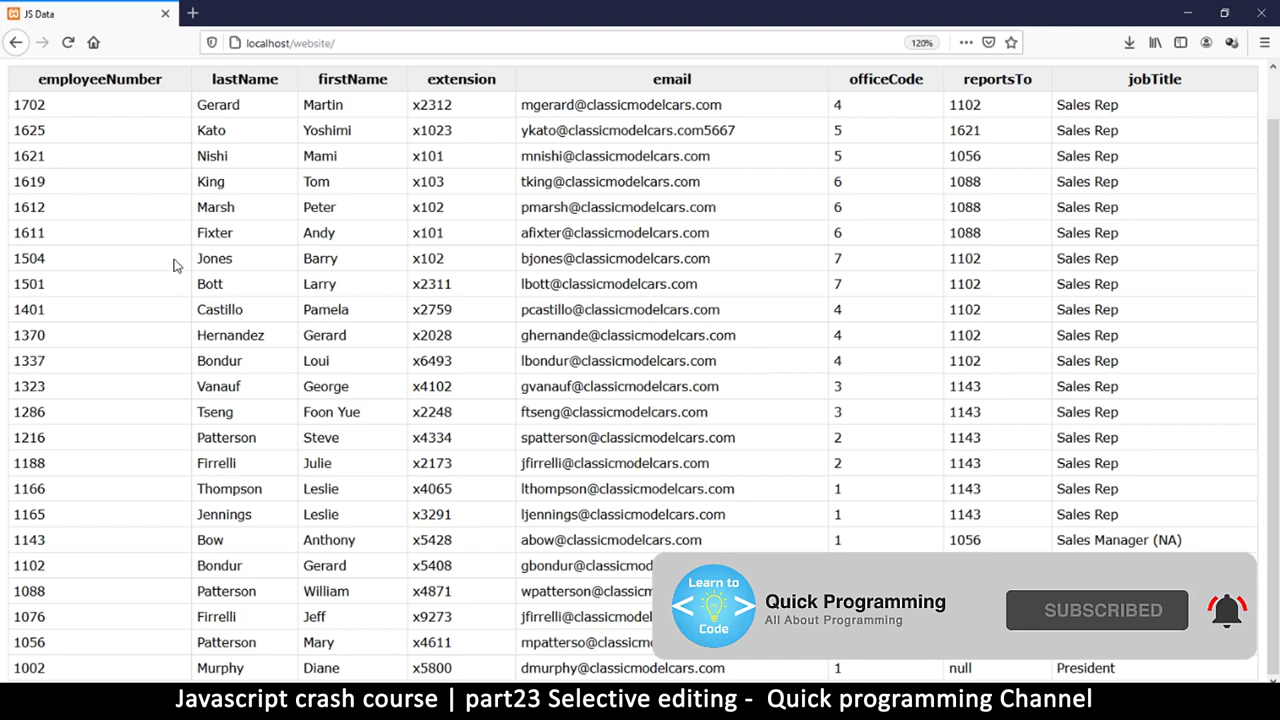 JS Data
localhost/website/
120%
employeeNumber lastName firstName extension email officeCode reportsTo jobTitle
1702 Gerard Martin x2312 mgerard@classicmodelcars.com 4 1102 Sales Rep
1625 Kato Yoshimi x1023 ykato@classicmodelcars.com5667 5 1621 Sales Rep
1621 Nishi Mami x101 mnishi@classicmodelcars.com 5 1056 Sales Rep
1619 King Tom x103 tking@classicmodelcars.com 6 1088 Sales Rep
1612 Marsh Peter x102 pmarsh@classicmodelcars.com 6 1088 Sales Rep
1611 Fixter Andy x101 afixter@classicmodelcars.com 6 1088 Sales Rep
1504 Jones Barry x102 bjones@classicmodelcars.com 7 1102 Sales Rep
1501 Bott Larry x2311 lbott@classicmodelcars.com 7 1102 Sales Rep
1401 Castillo Pamela x2759 pcastillo@classicmodelcars.com 4 1102 Sales Rep
1370 Hernandez Gerard x2028 ghernande@classicmodelcars.com 4 1102 Sales Rep
1337 Bondur Loui x6493 lbondur@classicmodelcars.com 4 1102 Sales Rep
1323 Vanauf George x4102 gvanauf@classicmodelcars.com 3 1143 Sales Rep
1286 Tseng Foon Yue x2248 ftseng@classicmodelcars.com 3 1143 Sales Rep
1216 Patterson Steve x4334 spatterson@classicmodelcars.com 2 1143 Sales Rep
1188 Firrelli Julie x2173 jfirrelli@classicmodelcars.com 2 1143 Sales Rep
1166 Thompson Leslie x4065 lthompson@classicmodelcars.com 1 1143 Sales Rep
1165 Jennings Leslie x3291 ljennings@classicmodelcars.com 1 1143 Sales Rep
1143 Bow Anthony x5428 abow@classicmodelcars.com 1 1056 Sales Manager (NA)
1102 Bondur Gerard x5408 gbondur@classicmodelc
1088 Patterson William x4871 wpatterson@classicmod
1076 Firrelli Jeff x9273 jfirrelli@classicmodelc
1056 Patterson Mary x4611 mpatterso@classicmod
1002 Murphy Diane x5800 dmurphy@classicmodelcars.com 1 null President
Learn to
< >
Code
Quick Programming
All About Programming
SUBSCRIBED
Javascript crash course | part23 Selective editing - Quick programming Channel